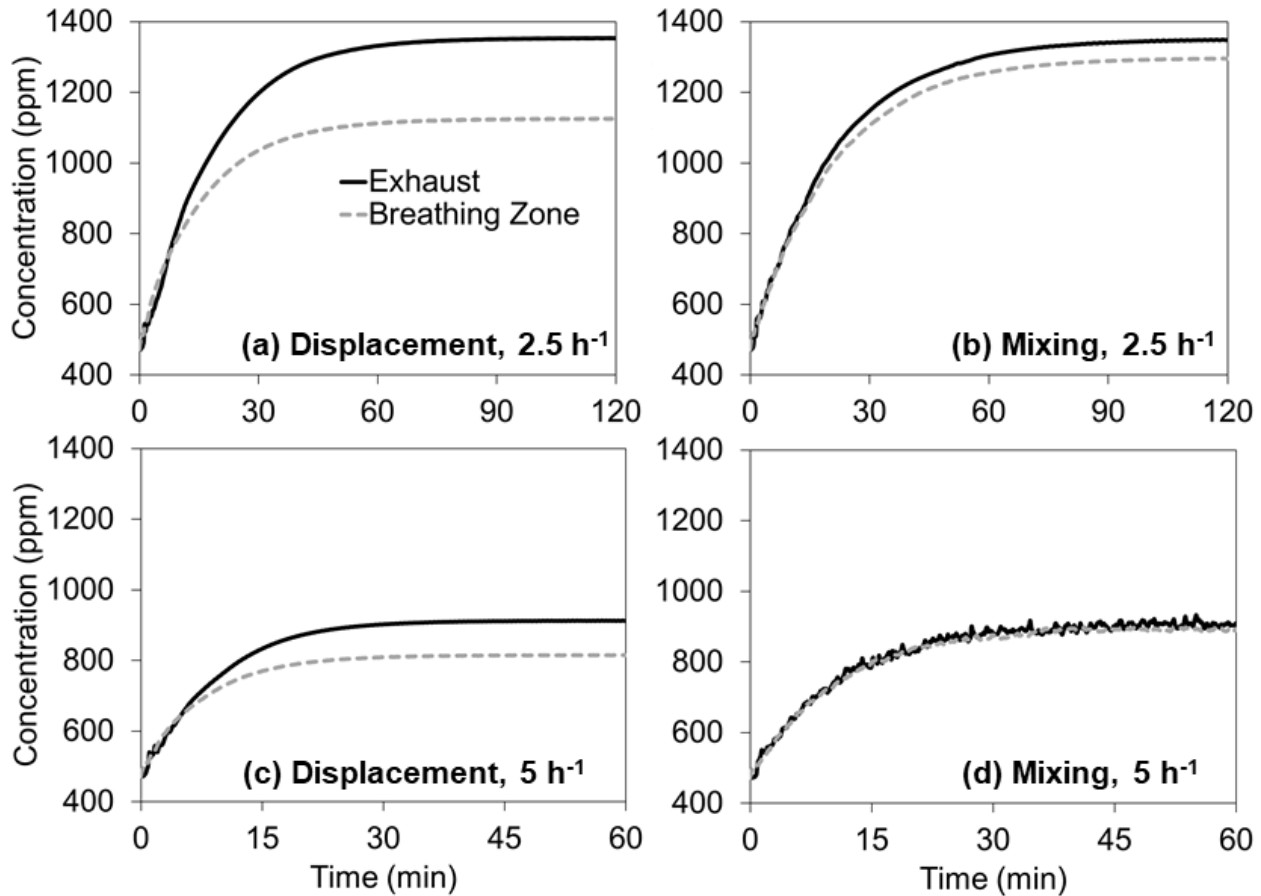 1400
1200
1000
800
600
400
Concentration (ppm)
0 30 60 90 120
Exhaust
Breathing Zone
(a) Displacement, 2.5 h-1
1400
1200
1000
800
600
400
0 30 60 90 120
(b) Mixing, 2.5 h-1
1400
1200
1000
800
600
400
Concentration (ppm)
0 15 30 45 60
Time (min)
(c) Displacement, 5 h-1
1400
1200
1000
800
600
400
0 15 30 45 60
Time (min)
(d) Mixing, 5 h-1